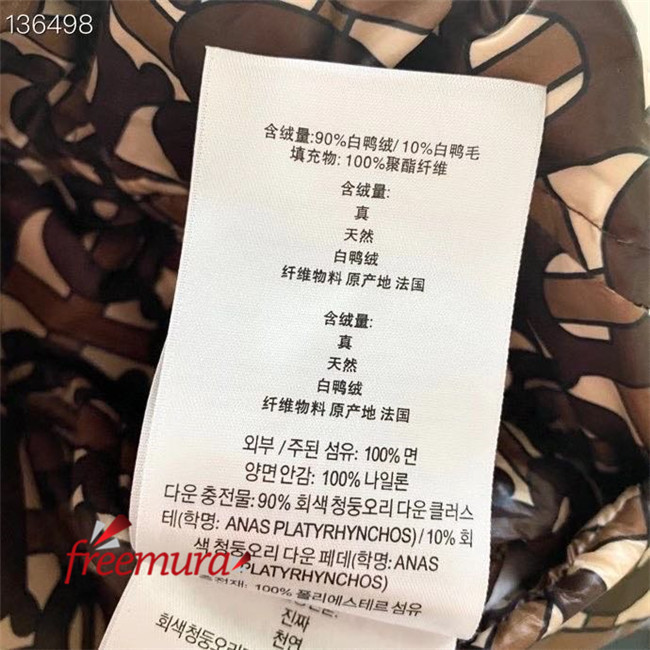 136498
含绒量:90%白鸭绒/ 10%白鸭毛
填充物: 100%聚酯纤维
含绒量:
真
天然
白鸭绒
纤维物料 原产地 法国
含绒量:
真
天然
白鸭绒
纤维物料 原产地 法国
외부 / 주된 섬유: 100% 면
양면 안감: 100% 나일론
다운 충전물: 90% 회색 청둥오리 다운 클러스
테(학명: ANAS PLATYRHYNCHOS) / 10% 회
색 청둥오리 다운 페데(학명: ANAS
PLATYRHYNCHOS)
freemura
충전재: 100% 폴리에스테르 섬유
진짜
회색 청둥오리 천연